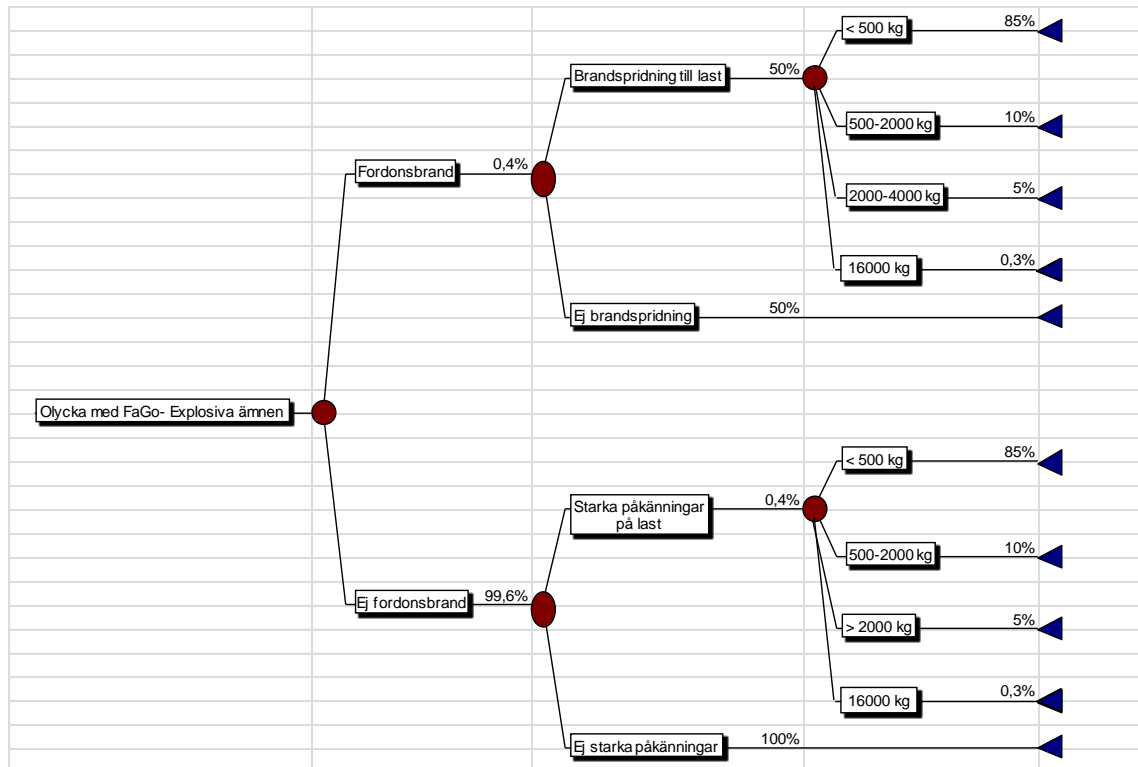 < 500 kg
85%
Brandspridning till last
50%
500-2000 kg
10%
Fordonsbrand
0,4%
2000-4000 kg
5%
16000 kg
0,3%
Ej brandspridning
50%
Olycka med FaGo- Explosiva ämnen
< 500 kg
85%
Starka påkänningar
på last
0,4%
500-2000 kg
10%
Ej fordonsbrand
99,6%
> 2000 kg
5%
16000 kg
0,3%
Ej starka påkänningar
100%